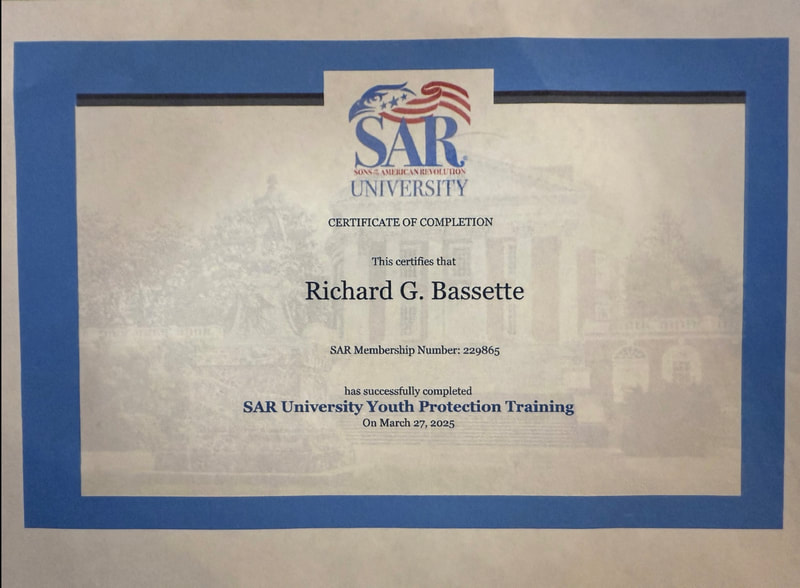 SAR
SONS OF THE AMERICAN REVOLUTION
UNIVERSITY
CERTIFICATE OF COMPLETION
This certifies that
Richard G. Bassette
SAR Membership Number: 229865
has successfully completed
SAR University Youth Protection Training
On March 27, 2025